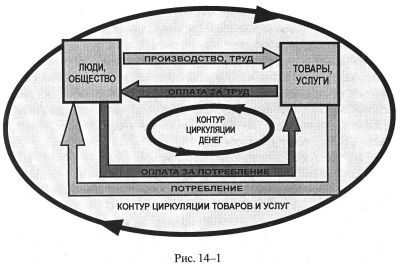 ПРОИЗВОДСТВО, ТРУД
ЛЮДИ,
ОБЩЕСТВО
ТОВАРЫ,
УСЛУГИ
ОПЛАТА ЗА ТРУД
КОНТУР
ЦИРКУЛЯЦИИ
ДЕНЕГ
ОПЛАТА ЗА ПОТРЕБЛЕНИЕ
ПОТРЕБЛЕНИЕ
КОНТУР ЦИРКУЛЯЦИИ ТОВАРОВ И УСЛУГ
Рис. 14–1